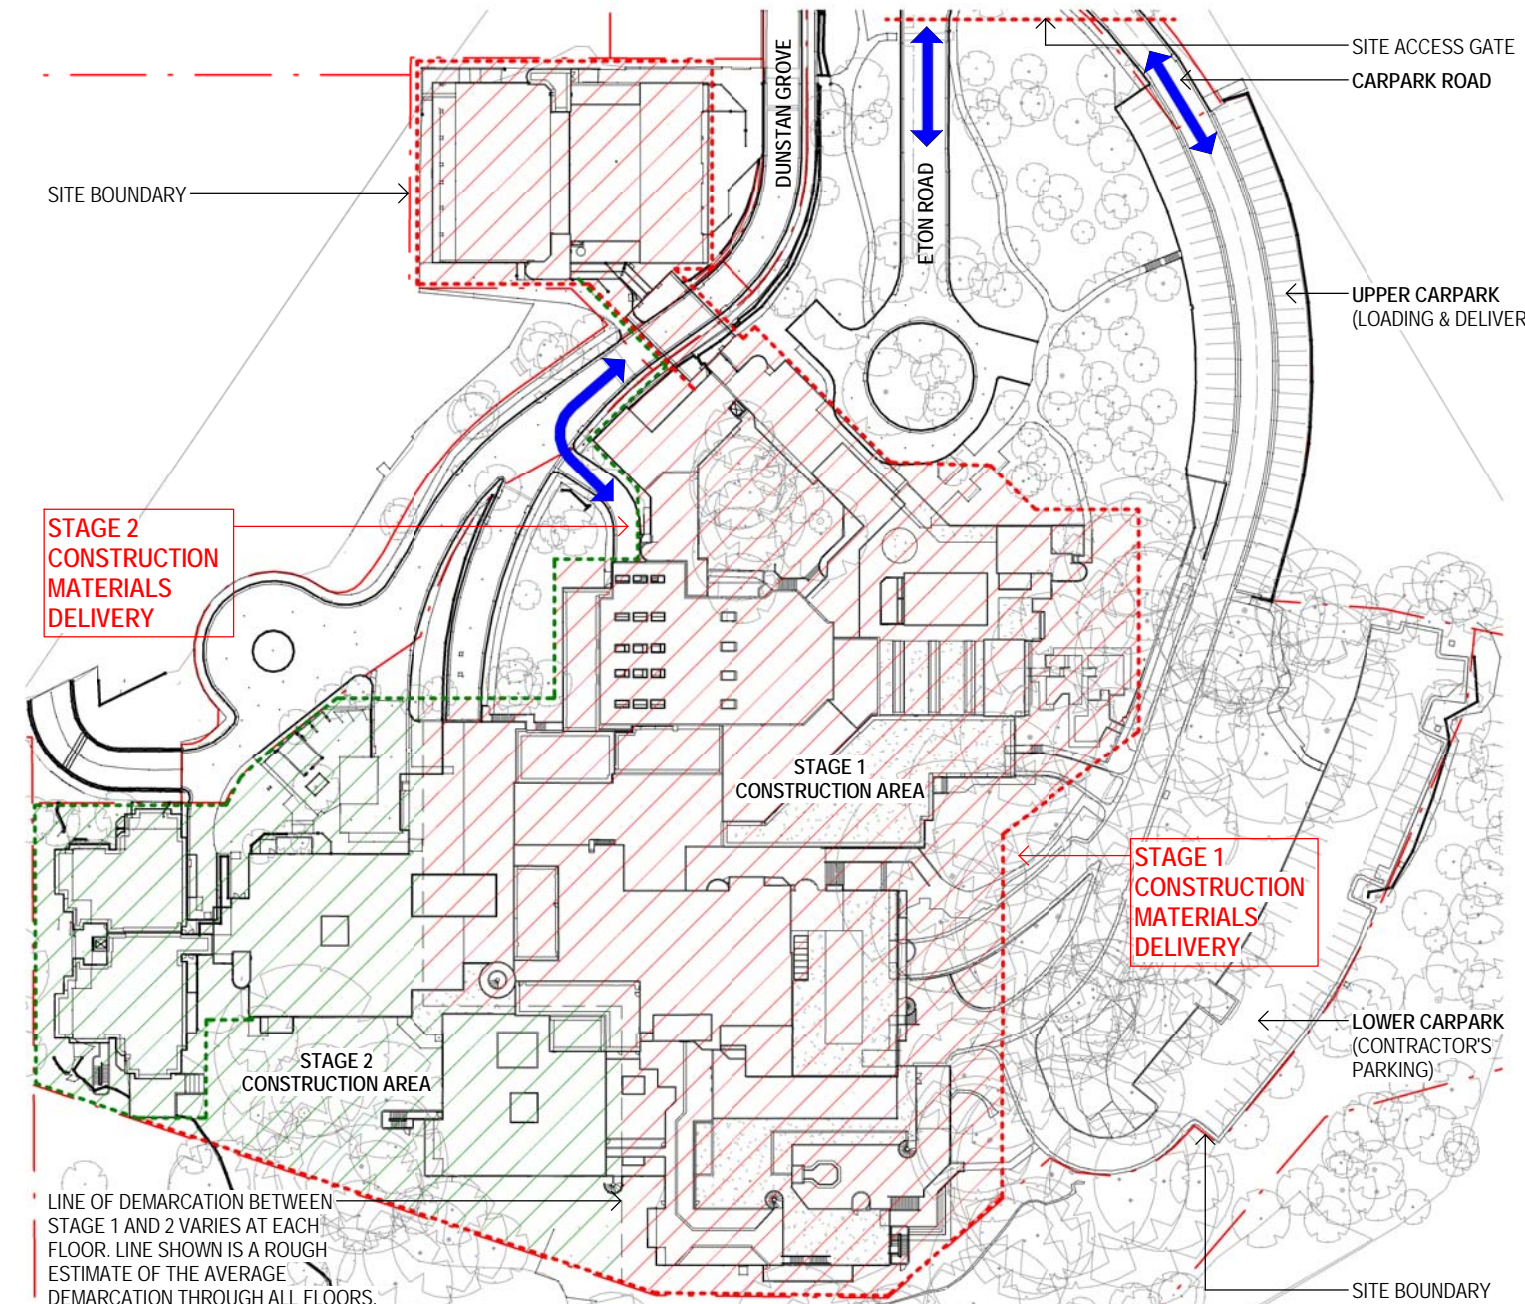 SITE ACCESS GATE
CARPARK ROAD
DUNSTAN GROVE
ETON ROAD
SITE BOUNDARY
UPPER CARPARK
(LOADING & DELIVER
STAGE 2
CONSTRUCTION
MATERIALS
DELIVERY
STAGE 1
CONSTRUCTION AREA
STAGE 1
CONSTRUCTION
MATERIALS
DELIVERY
LOWER CARPARK
(CONTRACTOR'S
PARKING)
STAGE 2
CONSTRUCTION AREA
LINE OF DEMARCATION BETWEEN
STAGE 1 AND 2 VARIES AT EACH
FLOOR. LINE SHOWN IS A ROUGH
ESTIMATE OF THE AVERAGE
DEMARCATION THROUGH ALL FLOORS.
SITE BOUNDARY